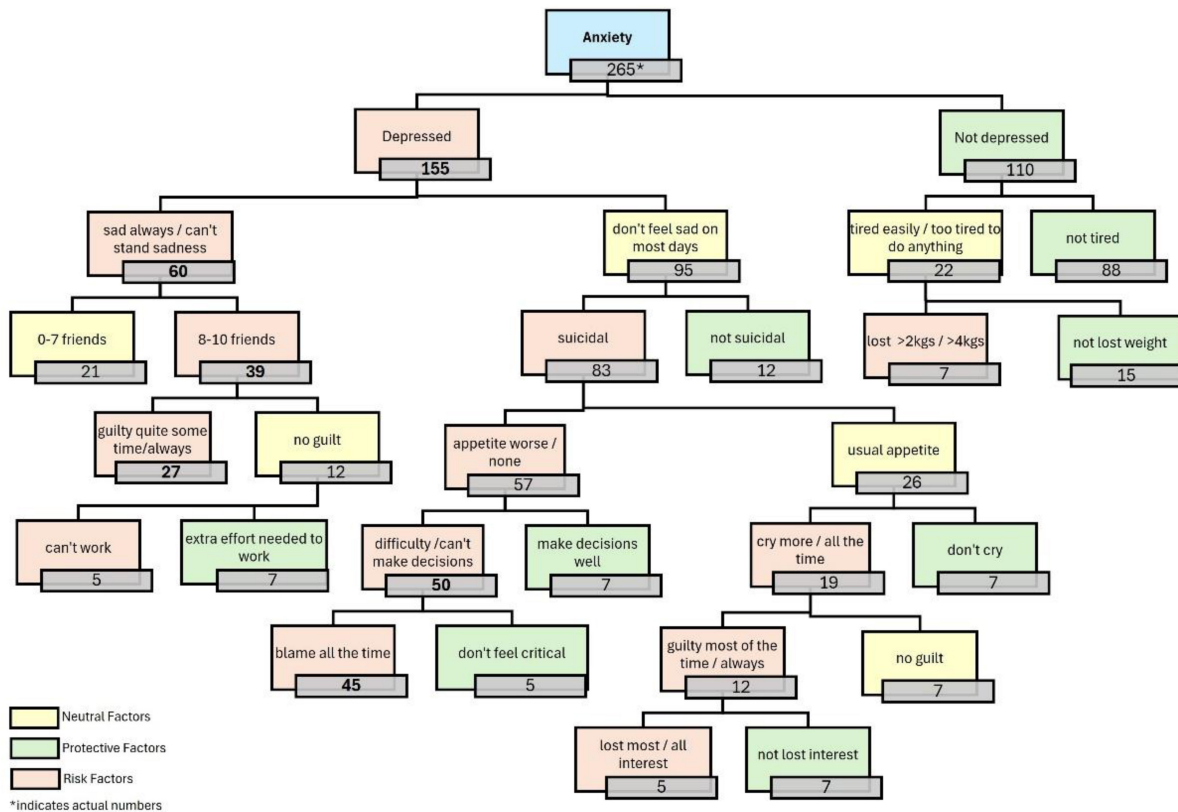 Anxiety
265*
Depressed
155
Not depressed
110
sad always / can't
stand sadness
60
don't feel sad on
most days
95
tired easily / too tired to
do anything
22
not tired
88
0-7 friends
21
8-10 friends
39
suicidal
83
not suicidal
12
lost >2kgs / >4kgs
7
not lost weight
15
guilty quite some
time/always
27
no guilt
12
appetite worse /
none
57
usual appetite
26
can't work
5
extra effort needed to
work
7
difficulty /can't
make decisions
50
make decisions
well
7
cry more / all the
time
19
don't cry
7
blame all the time
45
don't feel critical
5
guilty most of the
time / always
12
no guilt
7
lost most / all
interest
5
not lost interest
7
Neutral Factors
Protective Factors
Risk Factors
*indicates actual numbers